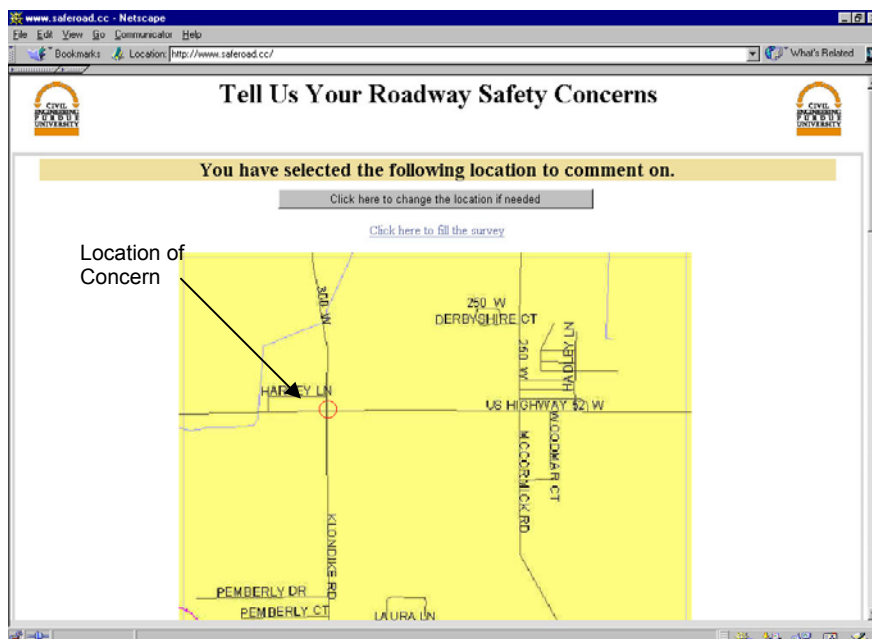 www.saferoad.cc - Netscape
File Edit View Go Communicator Help
Bookmarks Location: http://www.saferoad.cc/ What's Related
CIVIL
ENGINEERING
PURDUE
UNIVERSITY
Tell Us Your Roadway Safety Concerns
CIVIL
ENGINEERING
PURDUE
UNIVERSITY
You have selected the following location to comment on.
Click here to change the location if needed
Click here to fill the survey
Location of
Concern
300 W
250 W
DERBYSHIRE CT
250 W
HADLEY LN
HARLEY LN
US HIGHWAY 52 W
MCCORMICK RD
WOODMAR CT
KLONDIKE RD
PEMBERLY DR
PEMBERLY CT
LAURA LN